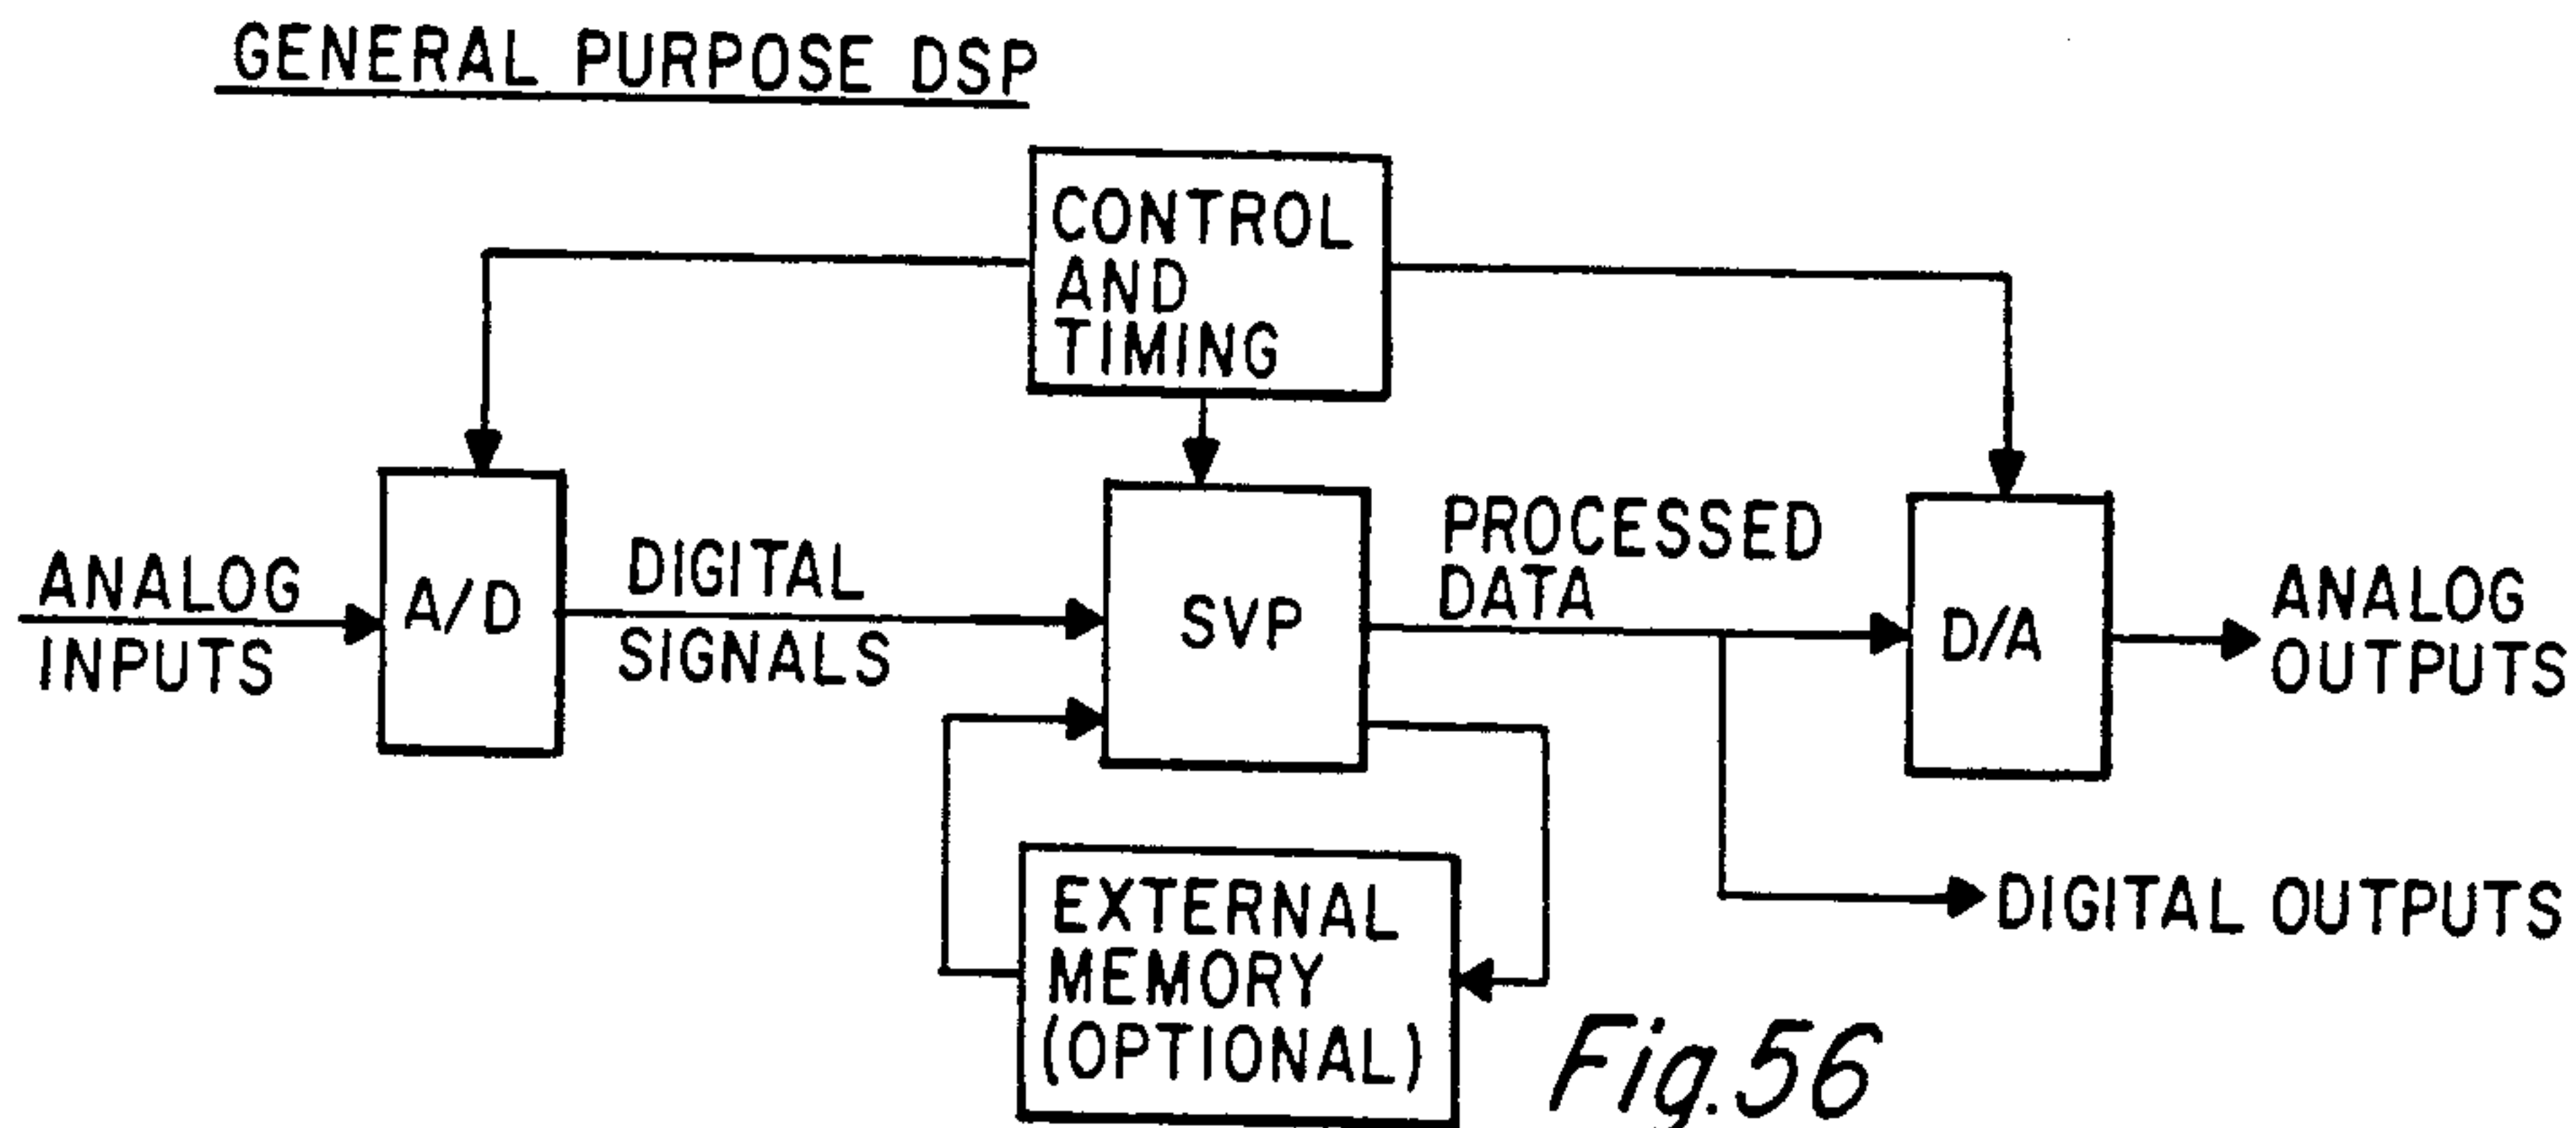 GENERAL PURPOSE DSP
CONTROL
AND
TIMING
ANALOG
INPUTS
A/D
DIGITAL
SIGNALS
SVP
PROCESSED
DATA
D/A
ANALOG
OUTPUTS
DIGITAL OUTPUTS
EXTERNAL
MEMORY
(OPTIONAL)
Fig. 56